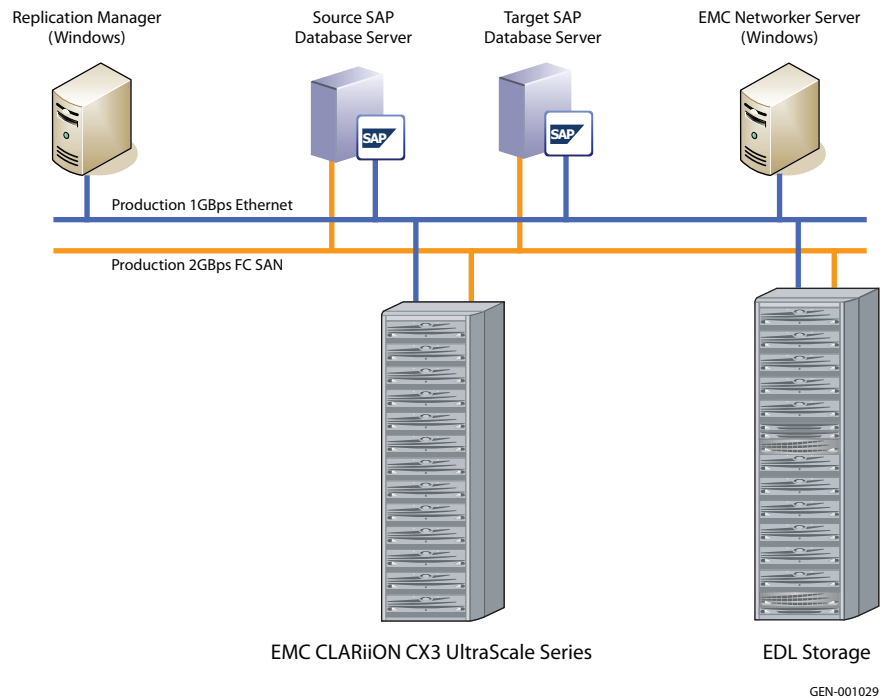 Replication Manager
(Windows)
Source SAP
Database Server
Target SAP
Database Server
EMC Networker Server
(Windows)
SAP
SAP
Production 1GBps Ethernet
Production 2GBps FC SAN
EMC CLARiiON CX3 UltraScale Series
EDL Storage
GEN-001029